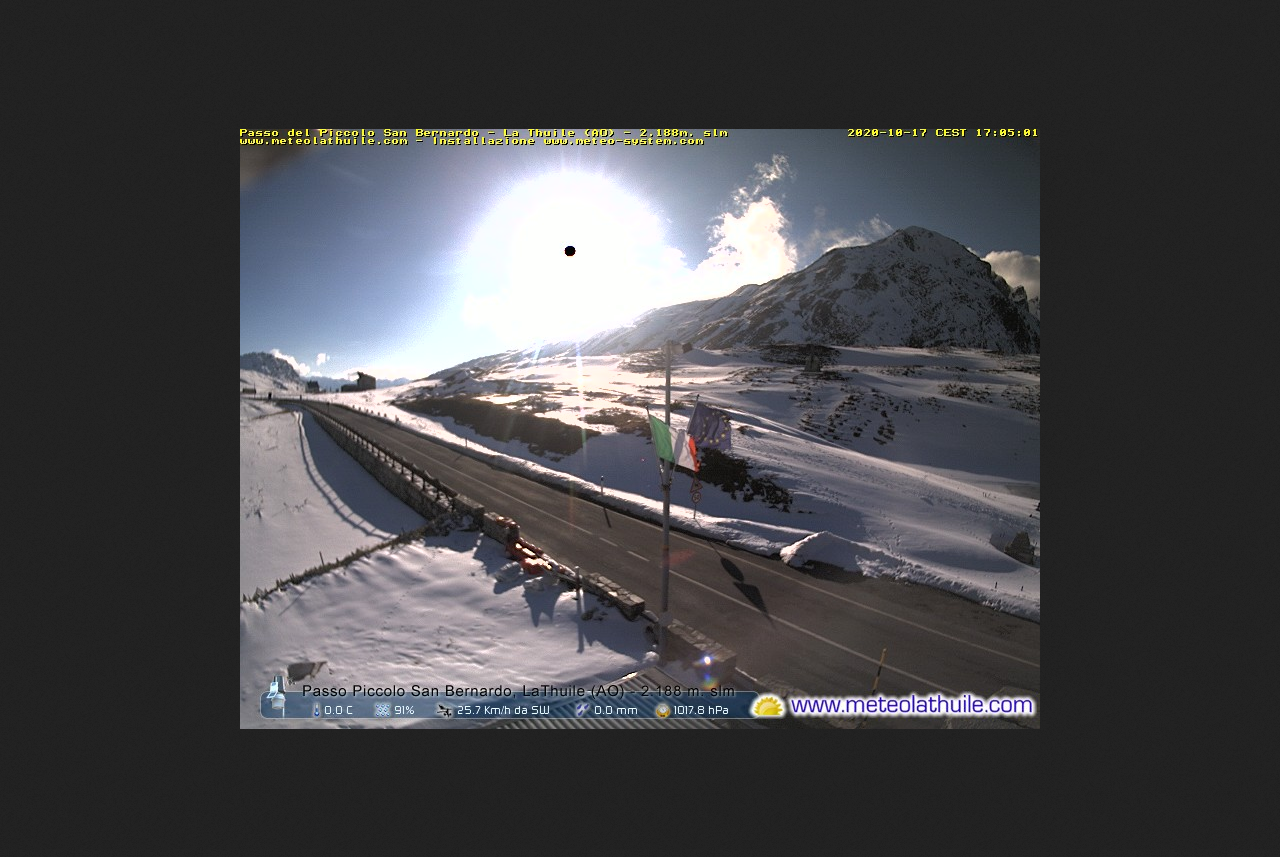 Passo del Piccolo San Bernardo - La Thuile (AO) - 2.188m. slm
2020-10-17 CEST 17:05:01
www.meteolathuile.com - Installazione www.meteo-system.com
Passo Piccolo San Bernardo, LaThuile (AO) - 2.188 m. slm
0.0 C 91% 25.7 Km/h da SW 0.0 mm 1017.8 hPa
www.meteolathuile.com